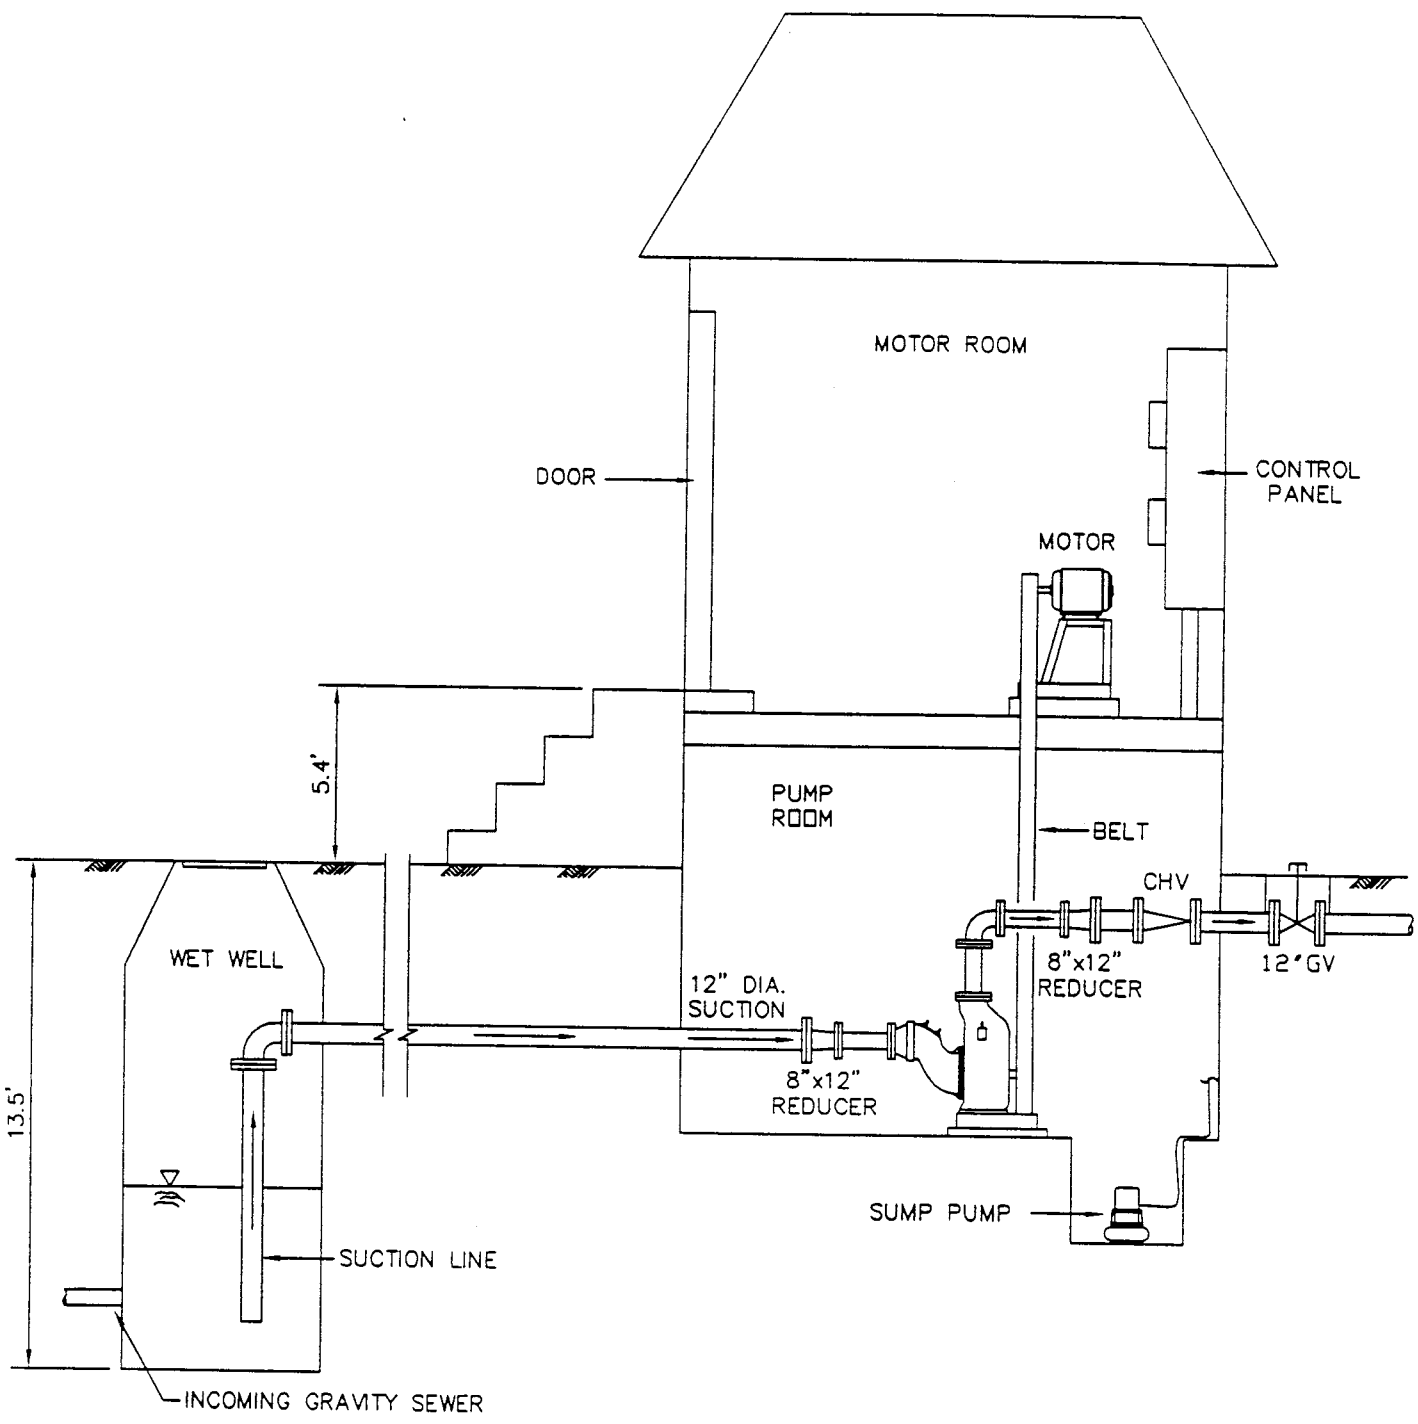 MOTOR ROOM
DOOR
CONTROL
PANEL
MOTOR
5.4'
PUMP
ROOM
BELT
CHV
WET WELL
12" DIA.
SUCTION
8"x12"
REDUCER
12"GV
8"x12"
REDUCER
13.5'
SUMP PUMP
SUCTION LINE
INCOMING GRAVITY SEWER